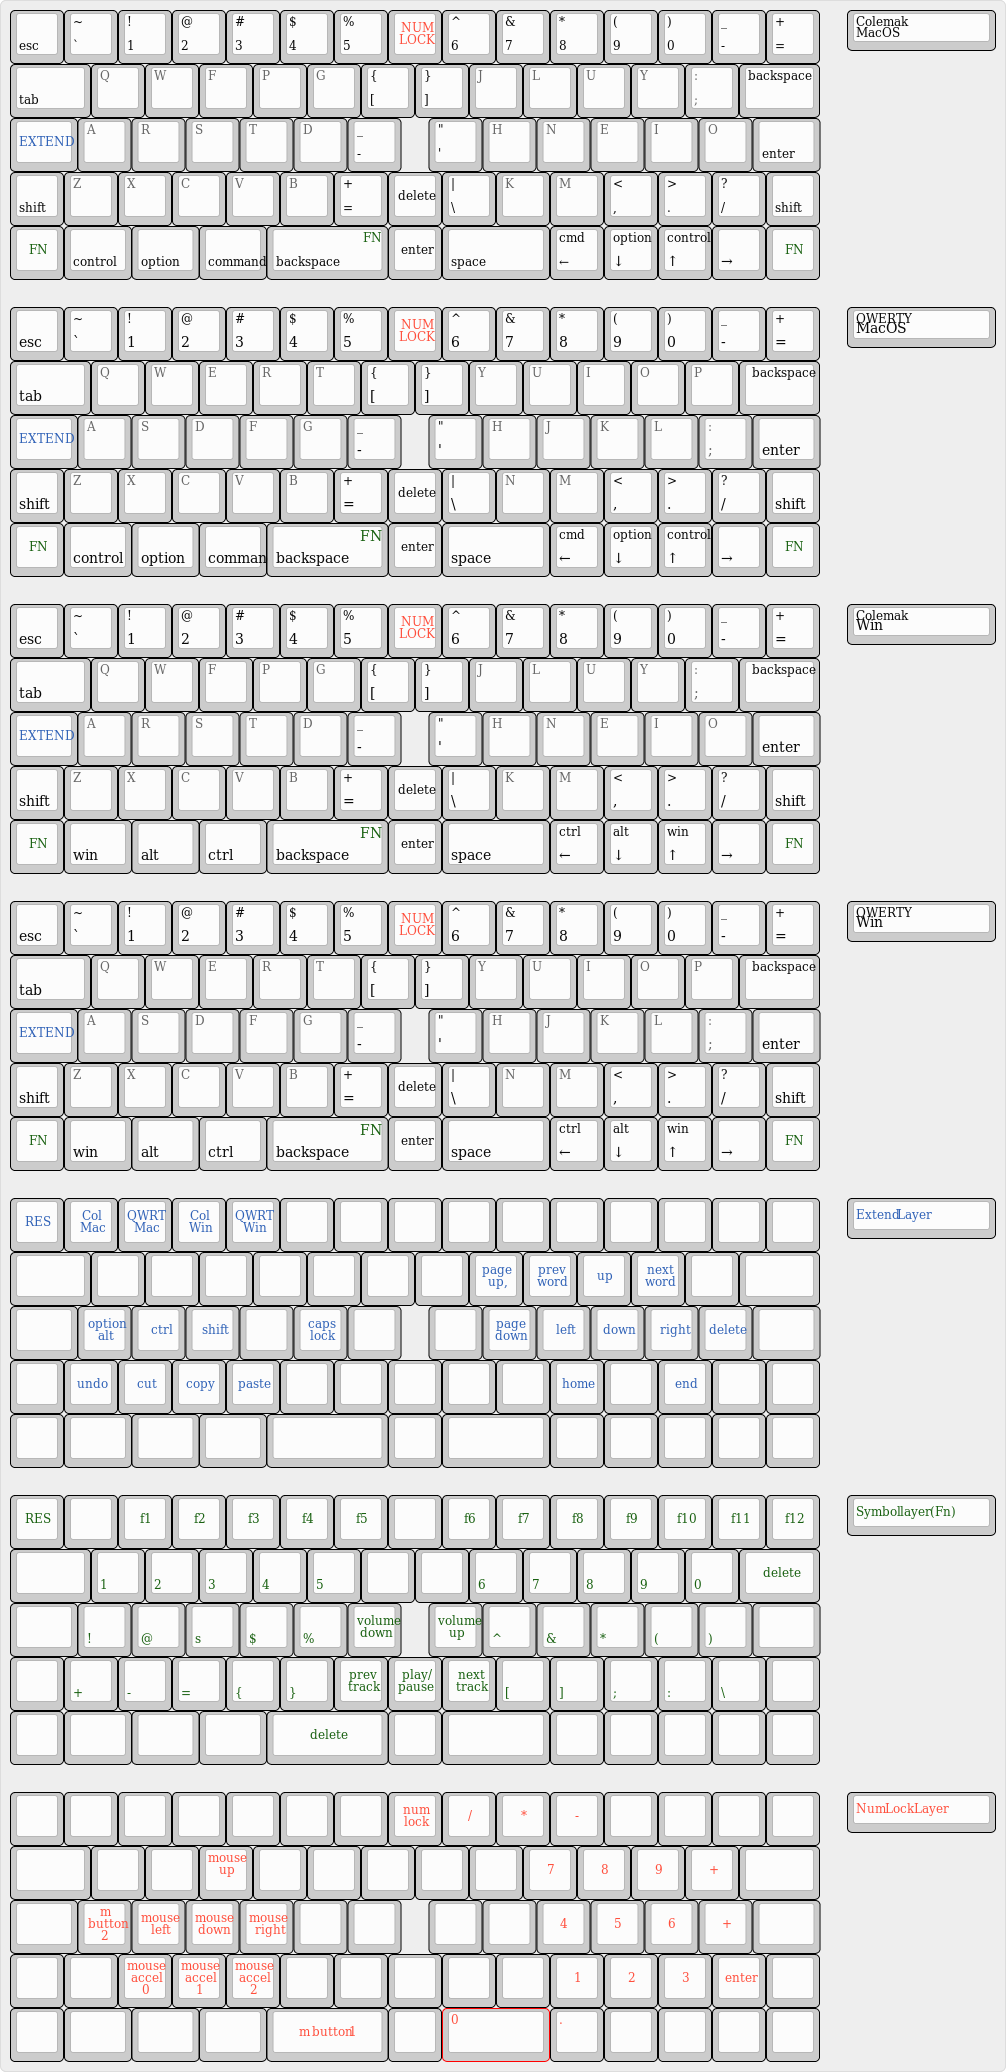 ~ ! @ # $ % NUM LOCK ^ & * ( ) _ + Colemak MacOS
esc ` 1 2 3 4 5 6 7 8 9 0 - =
Q W F P G { } J L U Y : backspace
tab [ ] ;
EXTEND A R S T D _ " H N E I O
- ' enter
Z X C V B + delete | K M < > ?
shift = \ , . / shift
FN FN enter cmd option control FN
control option command backspace space ← ↓ ↑ →
~ ! @ # $ % NUM LOCK ^ & * ( ) _ + QWERTY MacOS
esc ` 1 2 3 4 5 6 7 8 9 0 - =
Q W E R T { } Y U I O P backspace
tab [ ]
EXTEND A S D F G _ " H J K L :
- ' ; enter
Z X C V B + delete | N M < > ?
shift = \ , . / shift
FN FN enter cmd option control FN
control option comman backspace space ← ↓ ↑ →
~ ! @ # $ % NUM LOCK ^ & * ( ) _ + Colemak Win
esc ` 1 2 3 4 5 6 7 8 9 0 - =
Q W F P G { } J L U Y : backspace
tab [ ] ;
EXTEND A R S T D _ " H N E I O
- ' enter
Z X C V B + delete | K M < > ?
shift = \ , . / shift
FN FN enter ctrl alt win FN
win alt ctrl backspace space ← ↓ ↑ →
~ ! @ # $ % NUM LOCK ^ & * ( ) _ + QWERTY Win
esc ` 1 2 3 4 5 6 7 8 9 0 - =
Q W E R T { } Y U I O P backspace
tab [ ]
EXTEND A S D F G _ " H J K L :
- ' ; enter
Z X C V B + delete | N M < > ?
shift = \ , . / shift
FN FN enter ctrl alt win FN
win alt ctrl backspace space ← ↓ ↑ →
RES Col Mac QWRT Mac Col Win QWRT Win Extend Layer
page up, prev word up next word
option alt ctrl shift caps lock page down left down right delete
undo cut copy paste home end
RES f1 f2 f3 f4 f5 f6 f7 f8 f9 f10 f11 f12 Symbol layer (Fn)
1 2 3 4 5 6 7 8 9 0 delete
! @ s $ % volume down volume up ^ & * ( )
+ - = { } prev track play/ pause next track [ ] ; : \
delete
num lock / * - NumLock Layer
mouse up 7 8 9 +
m button 2 mouse left mouse down mouse right 4 5 6 +
mouse accel 0 mouse accel 1 mouse accel 2 1 2 3 enter
m button1 0 .